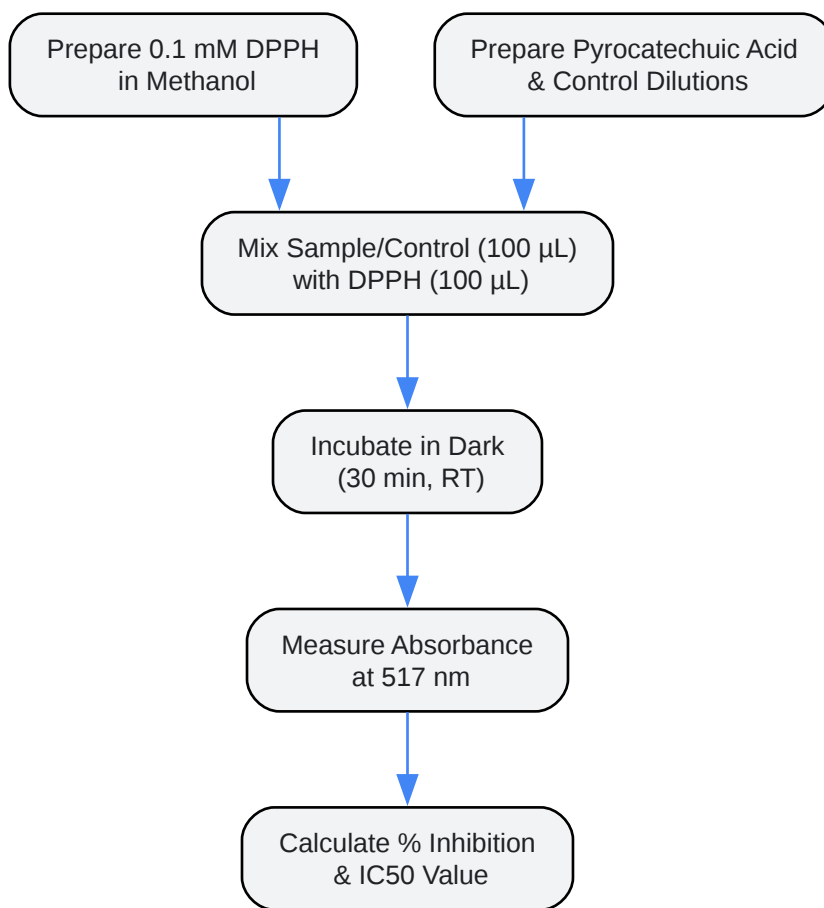 Prepare 0.1 mM DPPH
in Methanol
Prepare Pyrocatechuic Acid
& Control Dilutions
Mix Sample/Control (100 µL)
with DPPH (100 µL)
Incubate in Dark
(30 min, RT)
Measure Absorbance
at 517 nm
Calculate % Inhibition
& IC50 Value